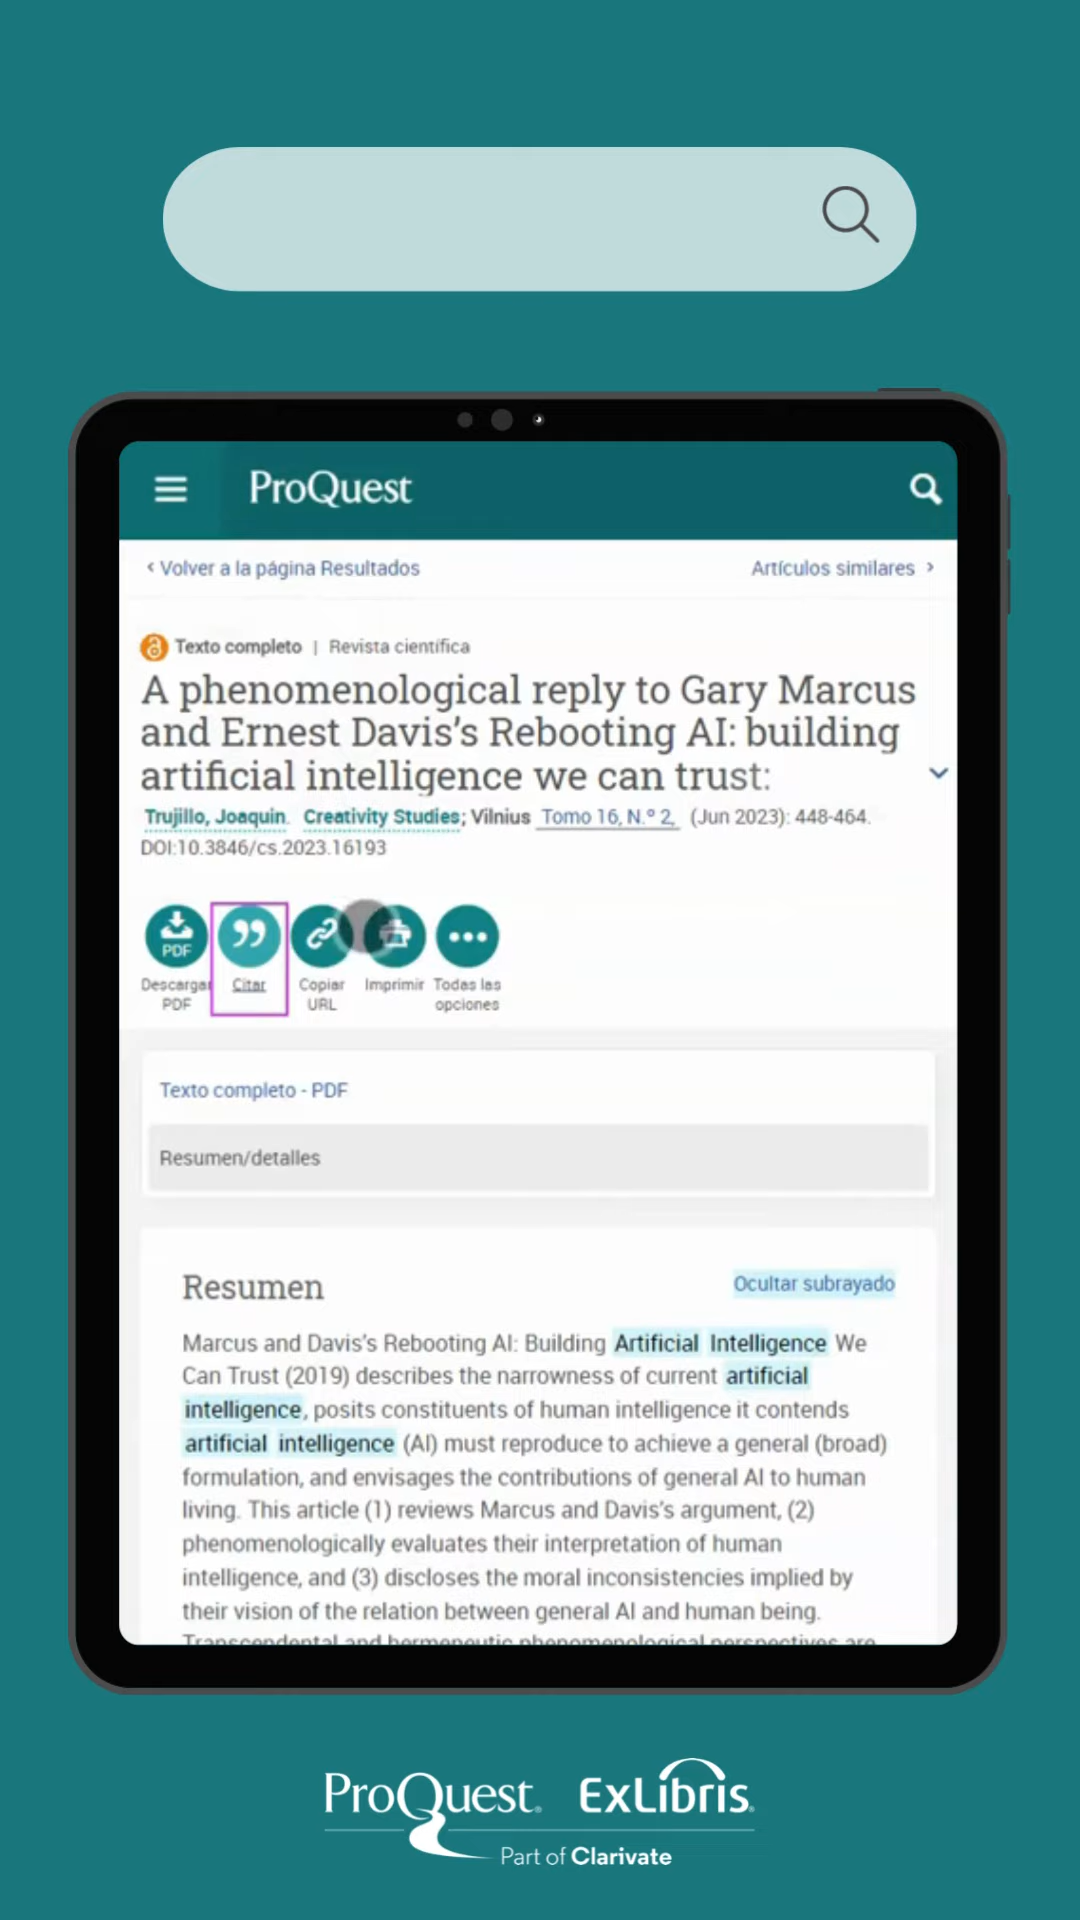 ProQuest
‹ Volver a la página Resultados
Artículos similares ›
Texto completo | Revista científica
A phenomenological reply to Gary Marcus
and Ernest Davis’s Rebooting AI: building
artificial intelligence we can trust:
Trujillo, Joaquin. Creativity Studies; Vilnius Tomo 16, N.º 2, (Jun 2023): 448-464.
DOI:10.3846/cs.2023.16193
PDF
Descargar PDF
Citar
Copiar URL
Imprimir
Todas las opciones
Texto completo - PDF
Resumen/detalles
Resumen
Ocultar subrayado
Marcus and Davis’s Rebooting AI: Building Artificial Intelligence We
Can Trust (2019) describes the narrowness of current artificial
intelligence, posits constituents of human intelligence it contends
artificial intelligence (AI) must reproduce to achieve a general (broad)
formulation, and envisages the contributions of general AI to human
living. This article (1) reviews Marcus and Davis’s argument, (2)
phenomenologically evaluates their interpretation of human
intelligence, and (3) discloses the moral inconsistencies implied by
their vision of the relation between general AI and human being.
Transcendental and hermeneutic phenomenological perspectives are
ProQuest. ExLibris.
Part of Clarivate